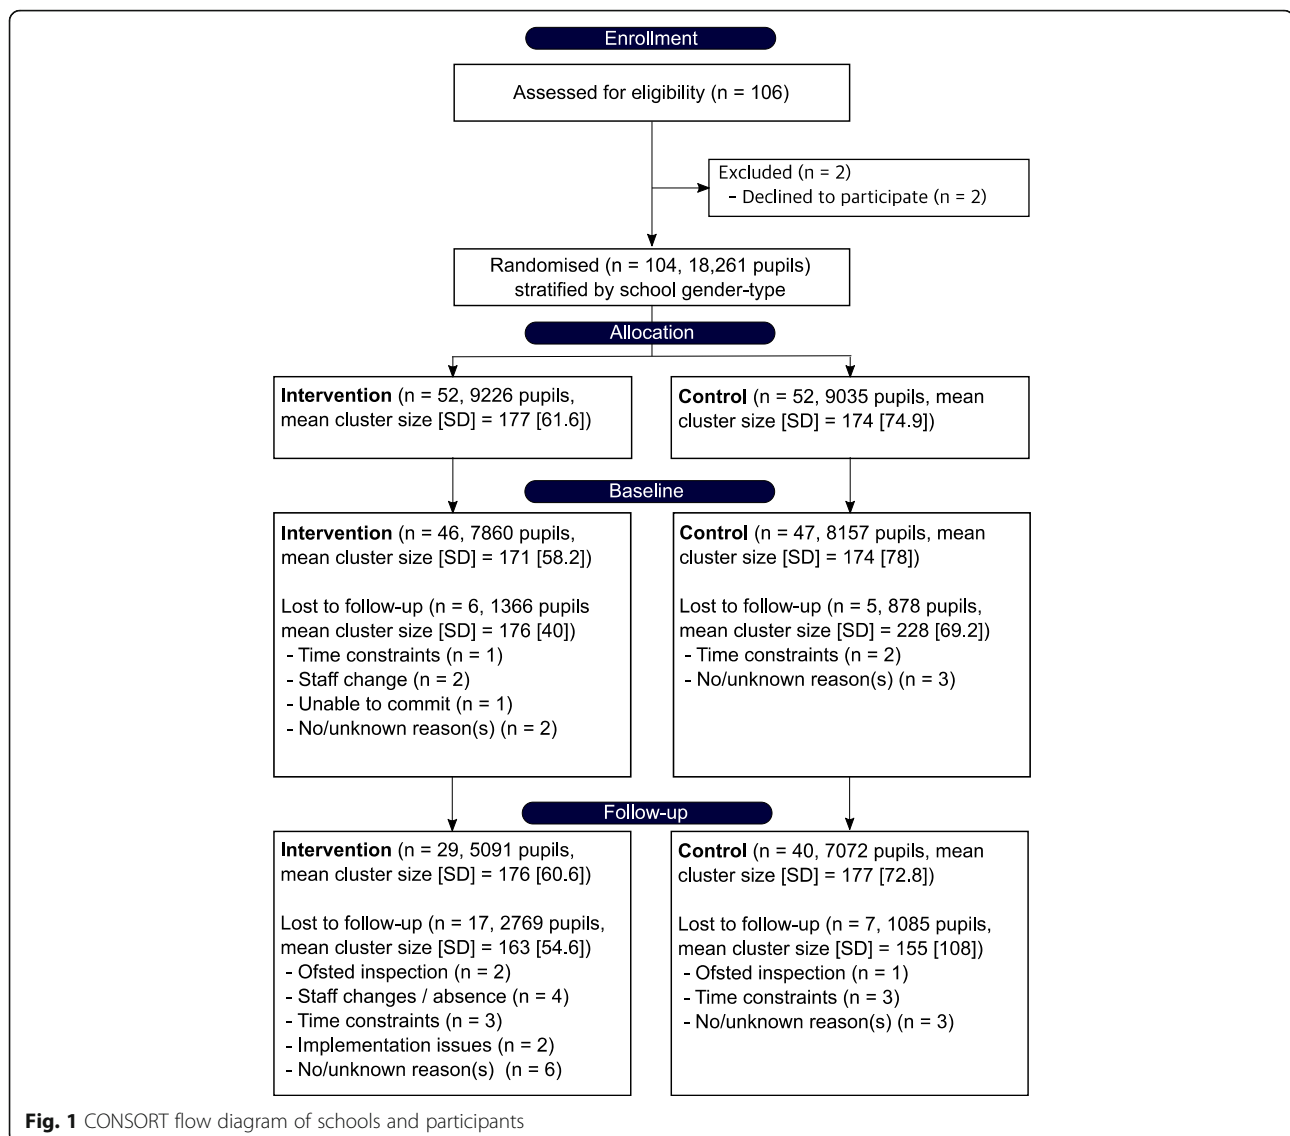 Enrollment
Assessed for eligibility (n = 106)
Excluded (n = 2)
- Declined to participate (n = 2)
Randomised (n = 104, 18,261 pupils)
stratified by school gender-type
Allocation
Intervention (n = 52, 9226 pupils,
mean cluster size [SD] = 177 [61.6])
Control (n = 52, 9035 pupils, mean
cluster size [SD] = 174 [74.9])
Baseline
Intervention (n = 46, 7860 pupils,
mean cluster size [SD] = 171 [58.2])
Lost to follow-up (n = 6, 1366 pupils
mean cluster size [SD] = 176 [40])
- Time constraints (n = 1)
- Staff change (n = 2)
- Unable to commit (n = 1)
- No/unknown reason(s) (n = 2)
Control (n = 47, 8157 pupils, mean
cluster size [SD] = 174 [78])
Lost to follow-up (n = 5, 878 pupils,
mean cluster size [SD] = 228 [69.2])
- Time constraints (n = 2)
- No/unknown reason(s) (n = 3)
Follow-up
Intervention (n = 29, 5091 pupils,
mean cluster size [SD] = 176 [60.6])
Lost to follow-up (n = 17, 2769 pupils,
mean cluster size [SD] = 163 [54.6])
- Ofsted inspection (n = 2)
- Staff changes / absence (n = 4)
- Time constraints (n = 3)
- Implementation issues (n = 2)
- No/unknown reason(s) (n = 6)
Control (n = 40, 7072 pupils, mean
cluster size [SD] = 177 [72.8])
Lost to follow-up (n = 7, 1085 pupils,
mean cluster size [SD] = 155 [108])
- Ofsted inspection (n = 1)
- Time constraints (n = 3)
- No/unknown reason(s) (n = 3)
Fig. 1 CONSORT flow diagram of schools and participants